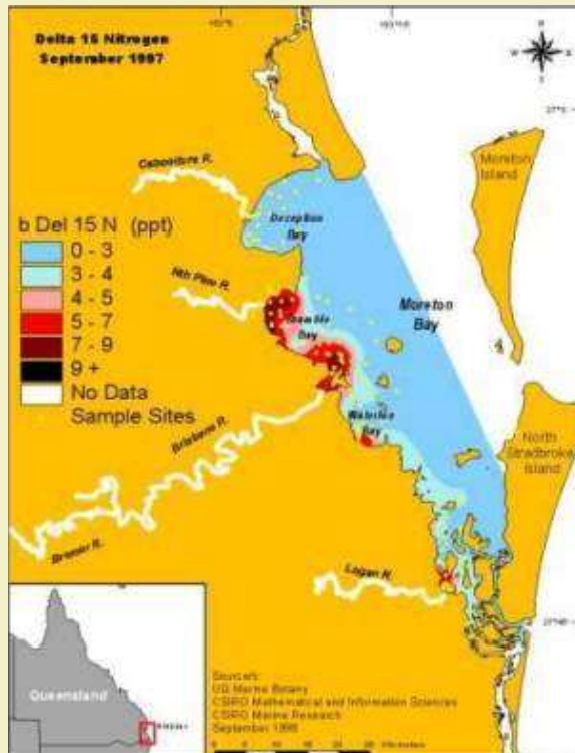 Delta 15 Nitrogen
September 1997
Moreton
Island
Caboolture R.
Deception
Bay
b Del 15 N (ppt)
0 - 3
3 - 4
4 - 5
5 - 7
7 - 9
9 +
No Data
Sample Sites
Nth Pine R.
Bay
Moreton
Bay
Waterloo
Bay
Brisbane R.
North
Stradbroke
Island
Bremer R.
Logan R.
Queensland
Sources:
UQ Marine Botany
CSIRO Mathematical and Information Sciences
CSIRO Marine Research
September 1998